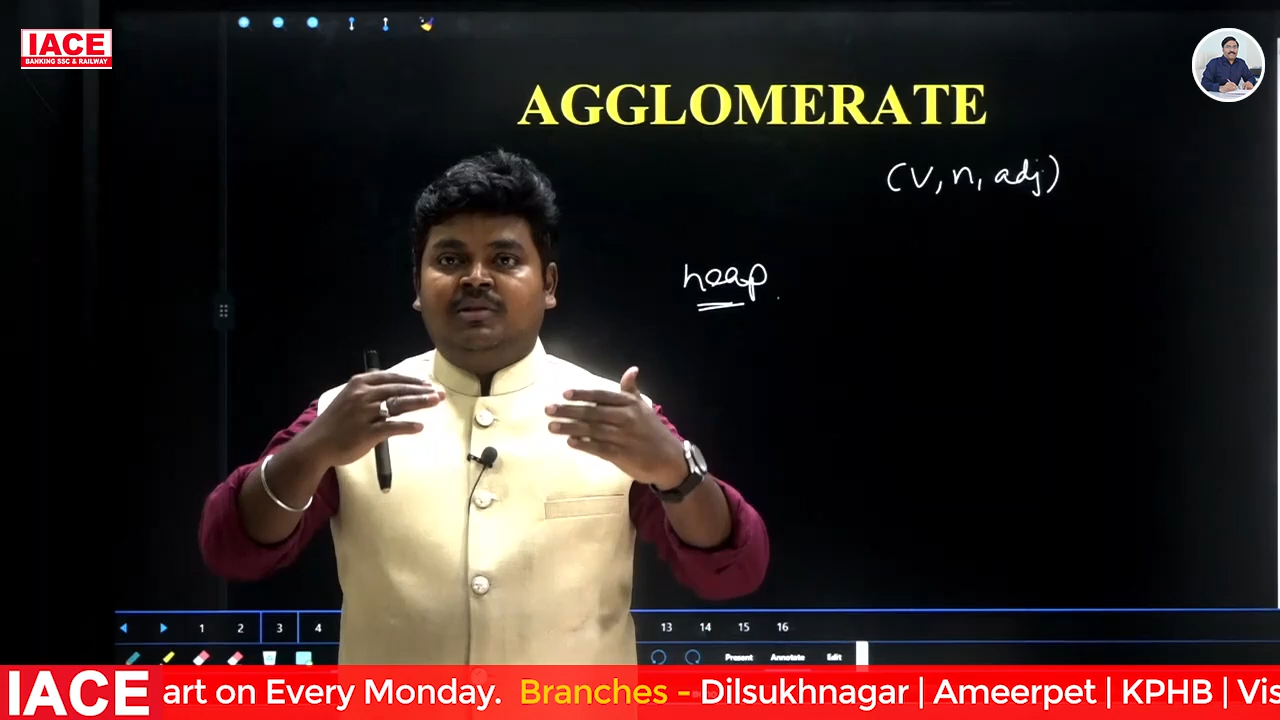 IACE
BANKING SSC & RAILWAY
AGGLOMERATE
(v, n, adj)
heap.
1 2 3 4 13 14 15 16
Present Annotate Edit
IACE art on Every Monday. Branches - Dilsukhnagar | Ameerpet | KPHB | Vis